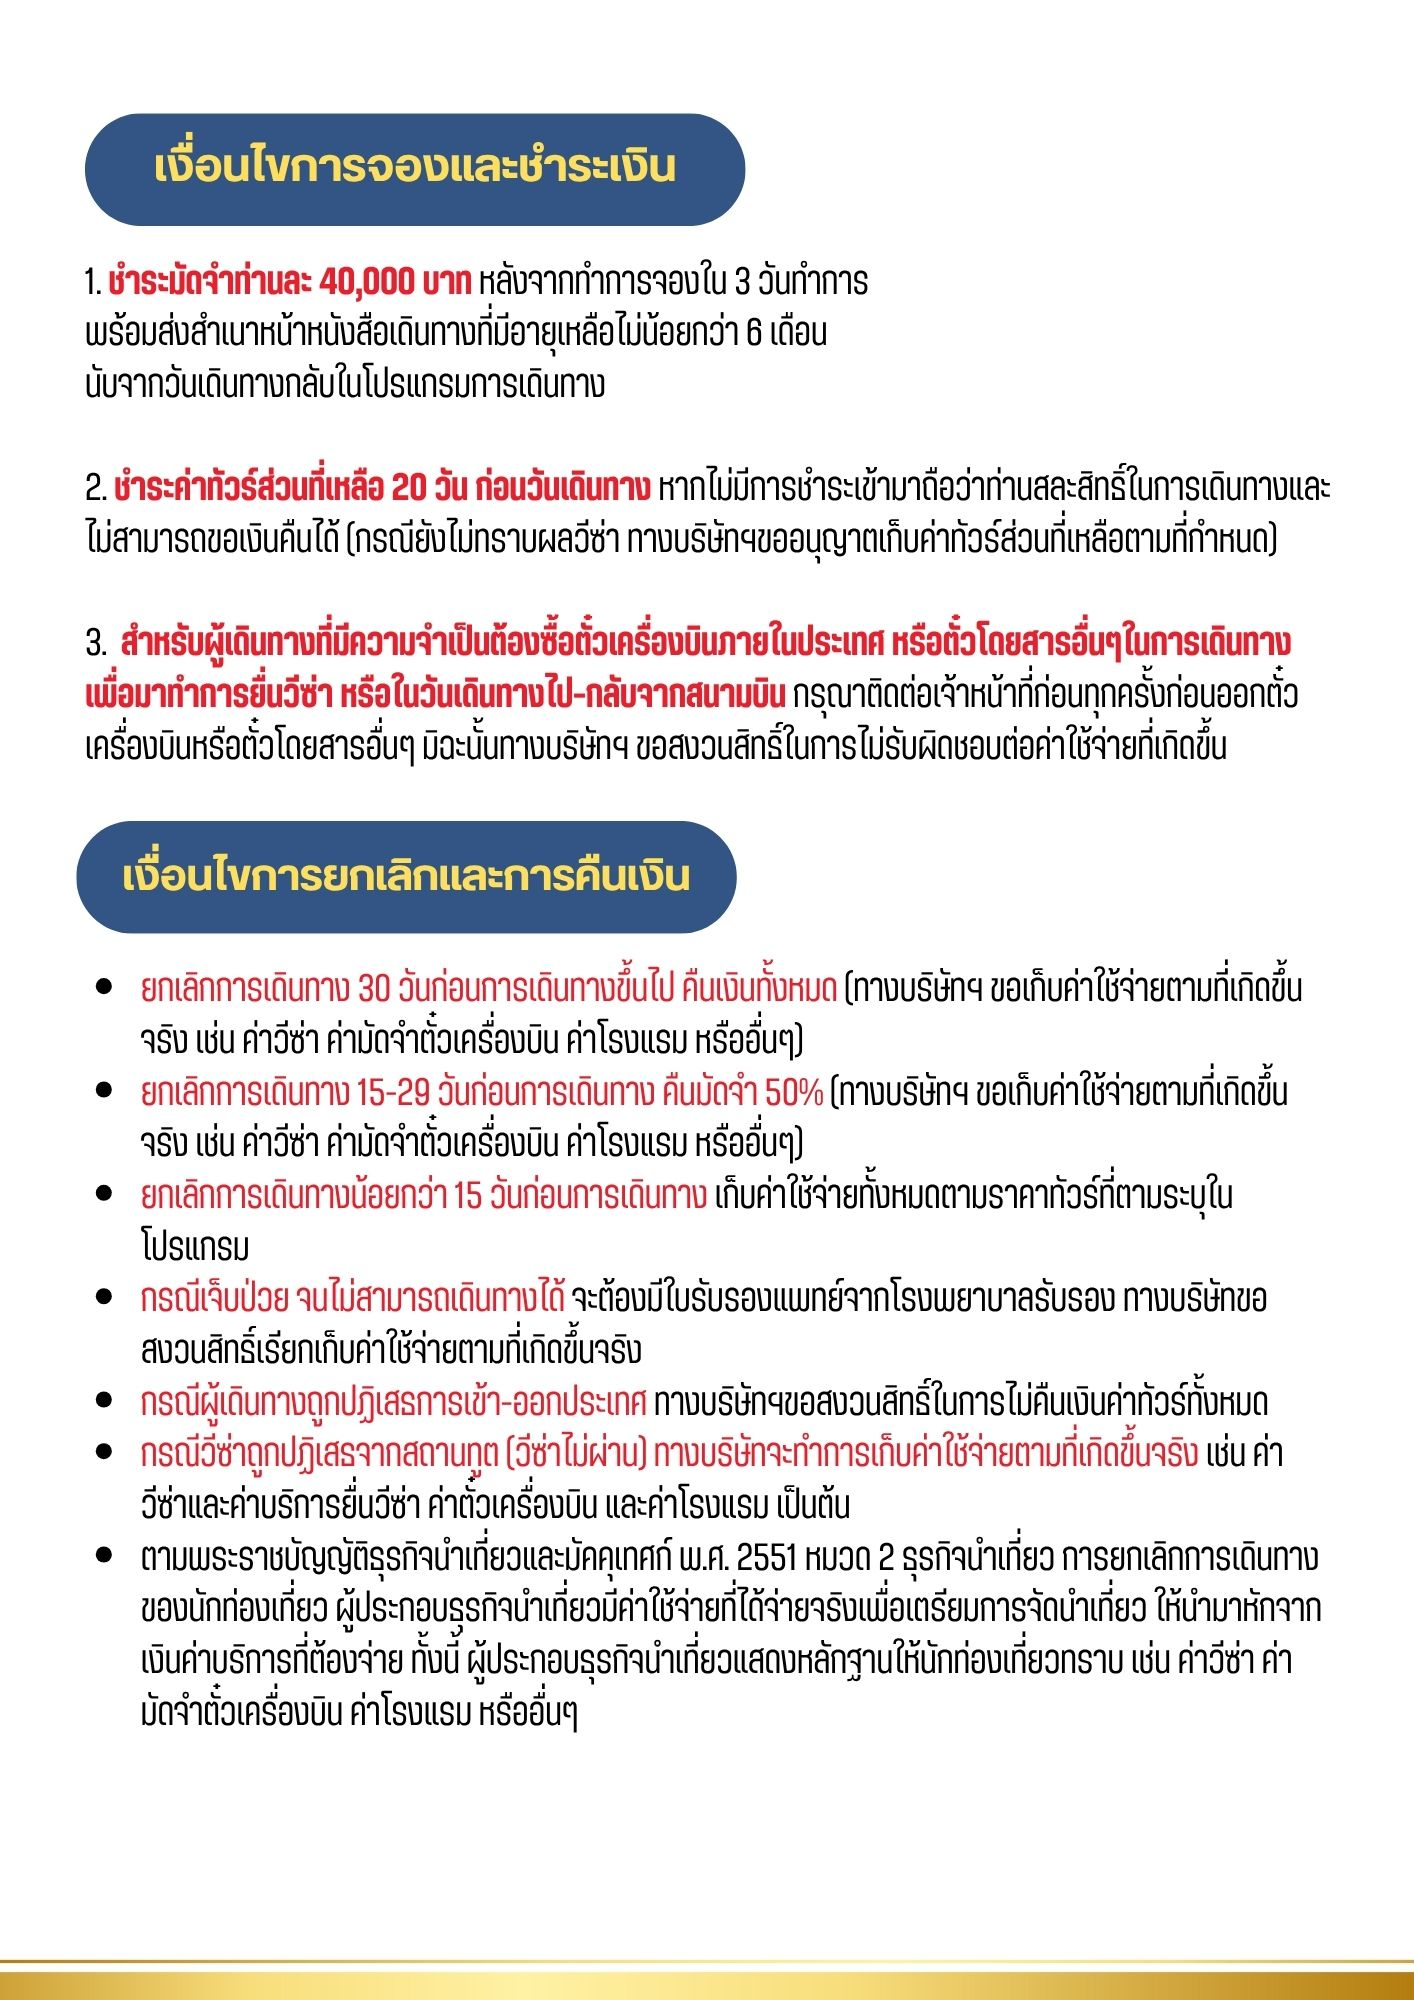 เงื่อนไขการจองและชำระเงิน
1. ชำระมัดจำท่านละ 40,000 บาท หลังจากทำการจองใน 3 วันทำการ
พร้อมส่งสำเนาหน้าหนังสือเดินทางที่มีอายุเหลือไม่น้อยกว่า 6 เดือน
นับจากวันเดินทางกลับในโปรแกรมการเดินทาง
2. ชำระค่าทัวร์ส่วนที่เหลือ 20 วัน ก่อนวันเดินทาง หากไม่มีการชำระเข้ามาถือว่าท่านสละสิทธิ์ในการเดินทางและ
ไม่สามารถขอเงินคืนได้ (กรณียังไม่ทราบผลวีซ่า ทางบริษัทฯขออนุญาตเก็บค่าทัวร์ส่วนที่เหลือตามที่กำหนด)
3. สำหรับผู้เดินทางที่มีความจำเป็นต้องซื้อตั๋วเครื่องบินภายในประเทศ หรือตั๋วโดยสารอื่นๆในการเดินทาง
เพื่อมาทำการยื่นวีซ่า หรือในวันเดินทางไป-กลับจากสนามบิน กรุณาติดต่อเจ้าหน้าที่ก่อนทุกครั้งก่อนออกตั๋ว
เครื่องบินหรือตั๋วโดยสารอื่นๆ มิฉะนั้นทางบริษัทฯ ขอสงวนสิทธิ์ในการไม่รับผิดชอบต่อค่าใช้จ่ายที่เกิดขึ้น
เงื่อนไขการยกเลิกและการคืนเงิน
• ยกเลิกการเดินทาง 30 วันก่อนการเดินทางขึ้นไป คืนเงินทั้งหมด (ทางบริษัทฯ ขอเก็บค่าใช้จ่ายตามที่เกิดขึ้น
จริง เช่น ค่าวีซ่า ค่ามัดจำตั๋วเครื่องบิน ค่าโรงแรม หรืออื่นๆ)
• ยกเลิกการเดินทาง 15-29 วันก่อนการเดินทาง คืนมัดจำ 50% (ทางบริษัทฯ ขอเก็บค่าใช้จ่ายตามที่เกิดขึ้น
จริง เช่น ค่าวีซ่า ค่ามัดจำตั๋วเครื่องบิน ค่าโรงแรม หรืออื่นๆ)
• ยกเลิกการเดินทางน้อยกว่า 15 วันก่อนการเดินทาง เก็บค่าใช้จ่ายทั้งหมดตามราคาทัวร์ที่ตามระบุใน
โปรแกรม
• กรณีเจ็บป่วย จนไม่สามารถเดินทางได้ จะต้องมีใบรับรองแพทย์จากโรงพยาบาลรับรอง ทางบริษัทขอ
สงวนสิทธิ์เรียกเก็บค่าใช้จ่ายตามที่เกิดขึ้นจริง
• กรณีผู้เดินทางถูกปฏิเสธการเข้า-ออกประเทศ ทางบริษัทฯขอสงวนสิทธิ์ในการไม่คืนเงินค่าทัวร์ทั้งหมด
• กรณีวีซ่าถูกปฏิเสธจากสถานทูต (วีซ่าไม่ผ่าน) ทางบริษัทจะทำการเก็บค่าใช้จ่ายตามที่เกิดขึ้นจริง เช่น ค่า
วีซ่าและค่าบริการยื่นวีซ่า ค่าตั๋วเครื่องบิน และค่าโรงแรม เป็นต้น
• ตามพระราชบัญญัติธุรกิจนำเที่ยวและมัคคุเทศก์ พ.ศ. 2551 หมวด 2 ธุรกิจนำเที่ยว การยกเลิกการเดินทาง
ของนักท่องเที่ยว ผู้ประกอบธุรกิจนำเที่ยวมีค่าใช้จ่ายที่ได้จ่ายจริงเพื่อเตรียมการจัดนำเที่ยว ให้นำมาหักจาก
เงินค่าบริการที่ต้องจ่าย ทั้งนี้ ผู้ประกอบธุรกิจนำเที่ยวแสดงหลักฐานให้นักท่องเที่ยวทราบ เช่น ค่าวีซ่า ค่า
มัดจำตั๋วเครื่องบิน ค่าโรงแรม หรืออื่นๆ